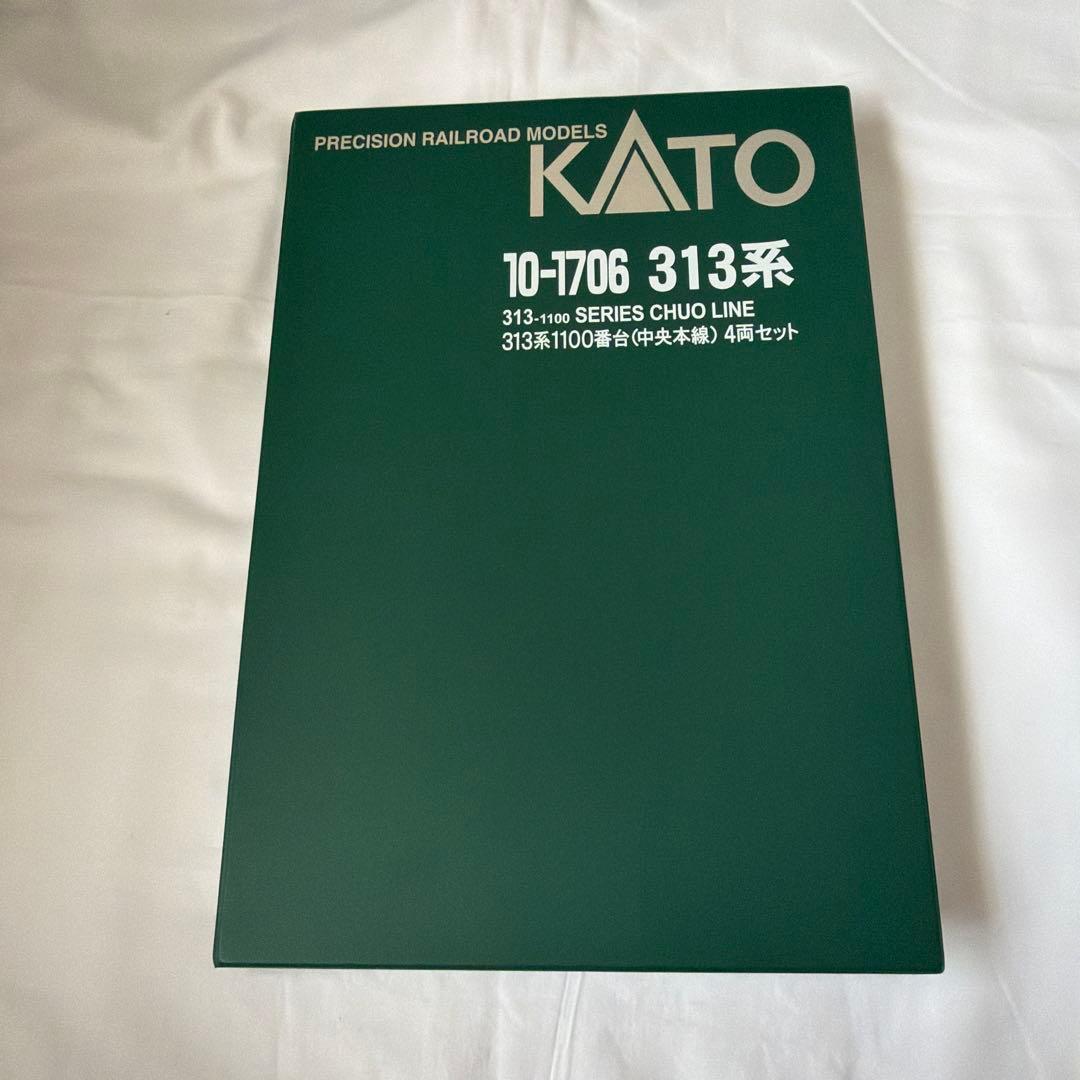 PRECISION RAILROAD MODELS
KATO
10-1706 313系
313-1100 SERIES CHUO LINE
313系1100番台(中央本線) 4両セット